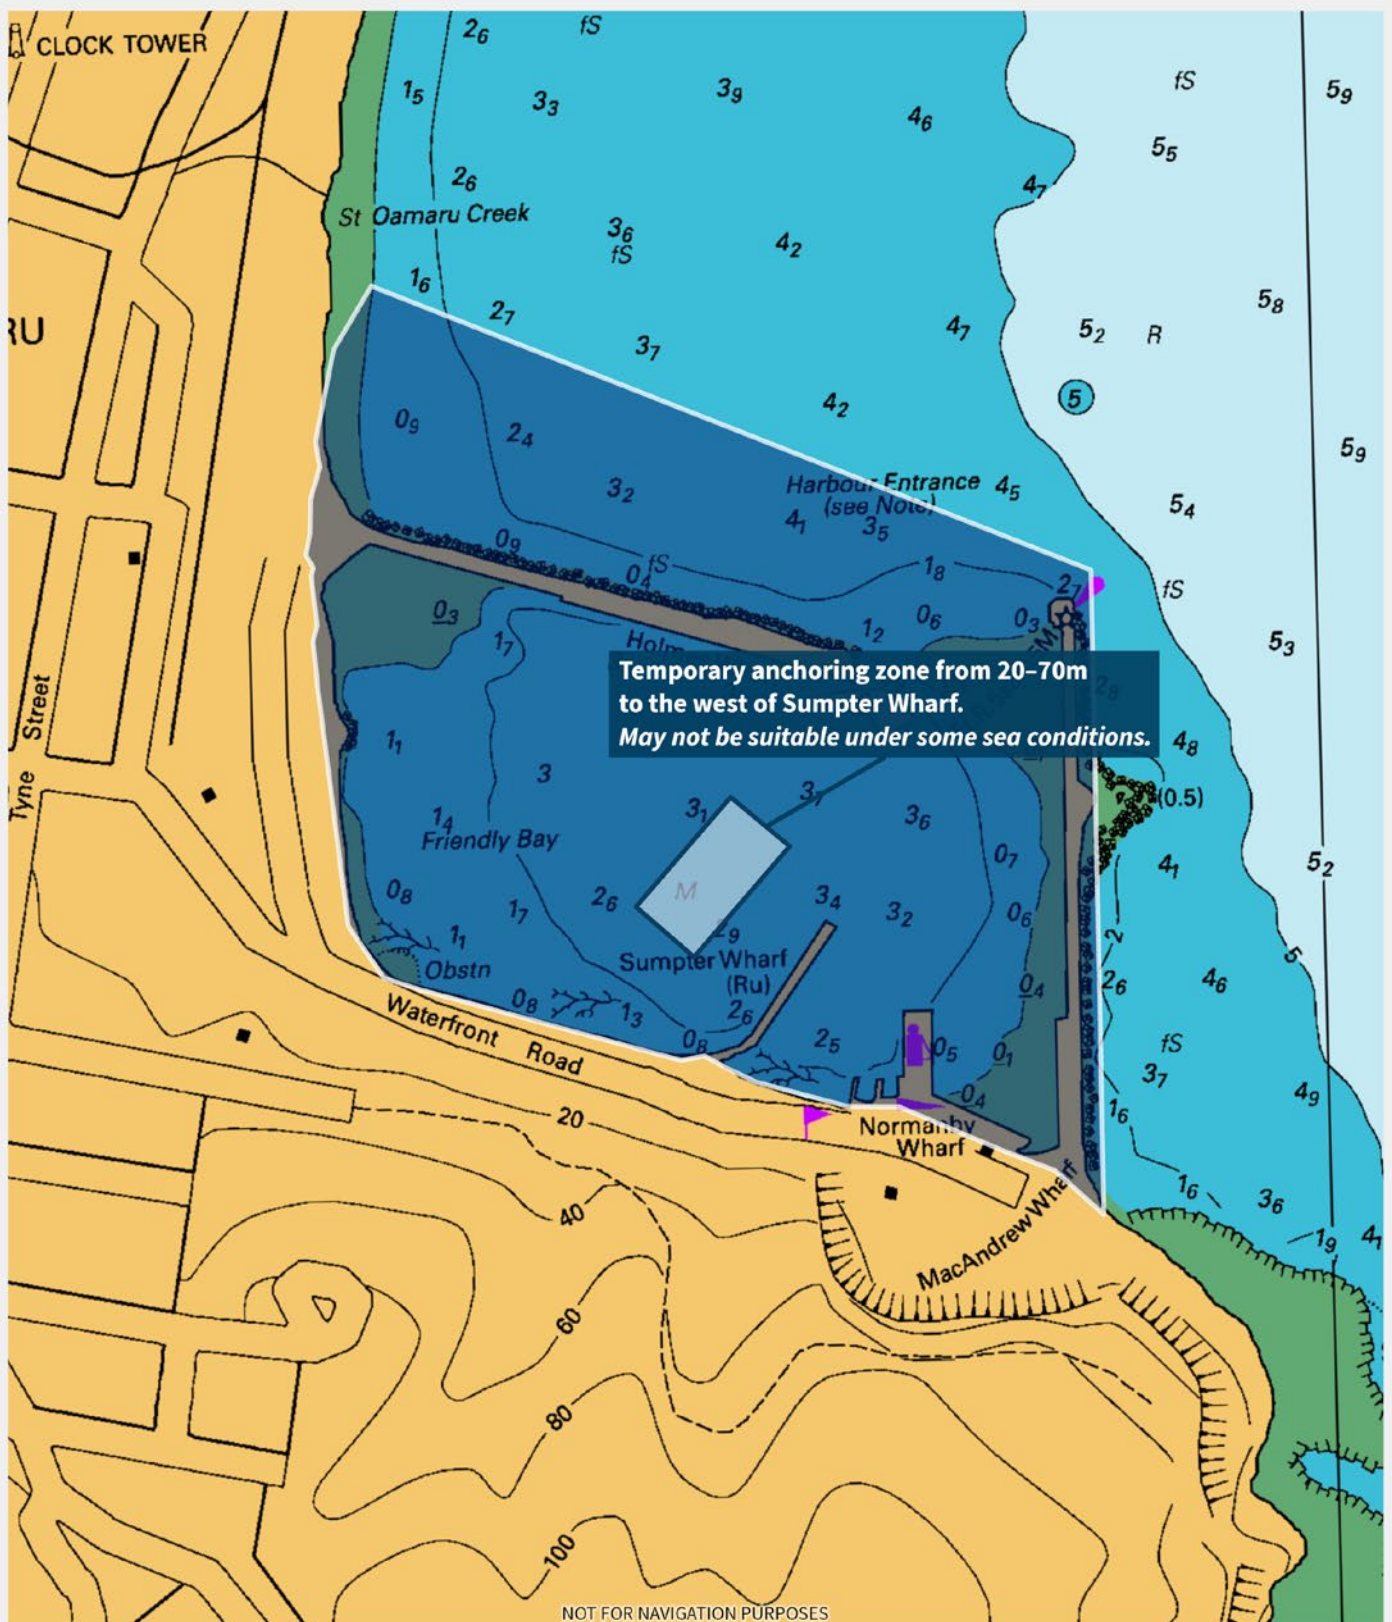 CLOCK TOWER
2₆
fS
1₅
3₃
3₉
4₆
fS
5₉
5₅
2₆
4₇
St Oamaru Creek
3₆
fS
4₂
1₆
2₇
3₇
4₇
5₂
R
5₈
RU
4₂
5
0₉
2₄
5₉
3₂
Harbour Entrance
(see Note)
4₅
4₁
3₅
5₄
0₉
fS
0₄
1₈
2₇
fS
0₃
1₇
1₂
0₆
0₃
5₃
Holm
M
Temporary anchoring zone from 20–70m
to the west of Sumpter Wharf.
May not be suitable under some sea conditions.
2₈
Tyne Street
1₁
3
3₁
3₇
3₆
4₈
(0.5)
1₄
Friendly Bay
0₇
4₁
5₂
0₈
1₇
2₆
M
3₄
3₂
0₆
1₁
2₉
2
5
Obstn
Sumpter Wharf
(Ru)
0₈
1₃
2₆
0₄
2₆
4₆
Waterfront Road
0₈
2₅
0₅
0₁
fS
3₇
4₉
20
0₄
1₆
Normanby
Wharf
40
MacAndrew Wharf
1₆
3₆
1₉
4₁
60
80
100
NOT FOR NAVIGATION PURPOSES